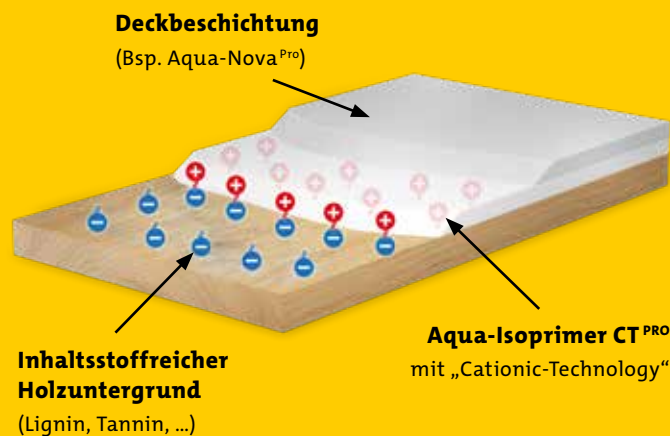 Deckbeschichtung
(Bsp. Aqua-Nova Pro)
Aqua-Isoprimer CT PRO
mit „Cationic-Technology“
Inhaltsstoffreicher
Holzuntergrund
(Lignin, Tannin, ...)